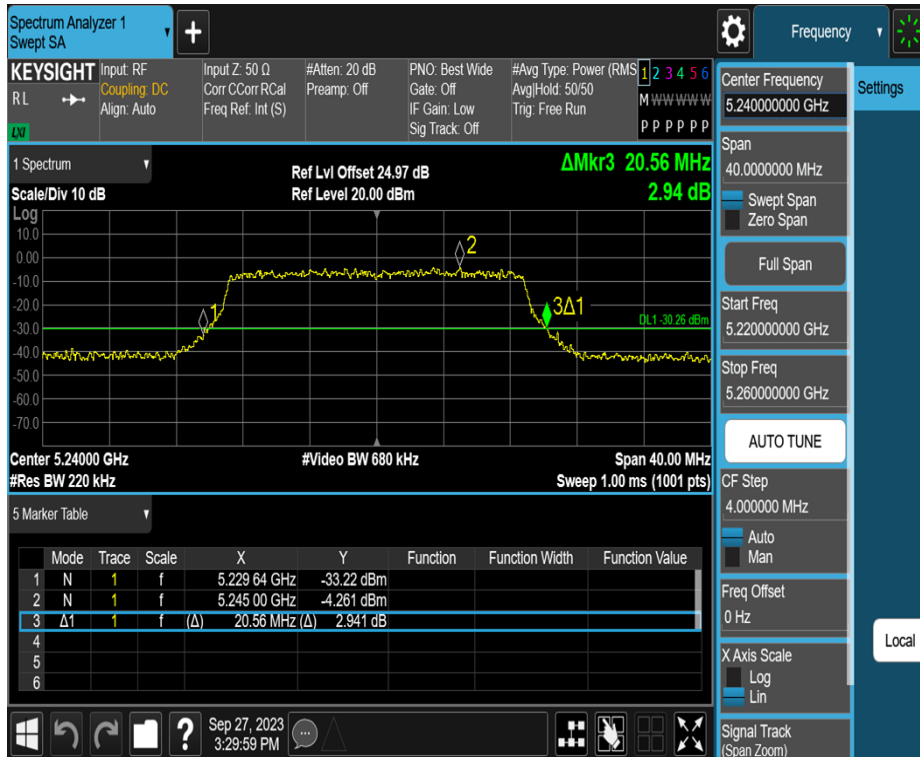 Spectrum Analyzer 1
Swept SA
+
Frequency
KEYSIGHT
R L
LXI
Input: RF
Coupling: DC
Align: Auto
Input Z: 50 Ω
Corr CCorr RCal
Freq Ref: Int (S)
#Atten: 20 dB
Preamp: Off
PNO: Best Wide
Gate: Off
IF Gain: Low
Sig Track: Off
#Avg Type: Power (RMS
Avg|Hold: 50/50
Trig: Free Run
1 2 3 4 5 6
M W W W W W
P P P P P P
1 Spectrum
Scale/Div 10 dB
Ref Lvl Offset 24.97 dB
Ref Level 20.00 dBm
ΔMkr3 20.56 MHz
2.94 dB
Log
10.0
0.00
-10.0
-20.0
-30.0
-40.0
-50.0
-60.0
-70.0
1
2
3Δ1
DL1 -30.26 dBm
Center 5.24000 GHz
#Video BW 680 kHz
Span 40.00 MHz
#Res BW 220 kHz
Sweep 1.00 ms (1001 pts)
5 Marker Table
Mode Trace Scale X Y Function Function Width Function Value
1 N 1 f 5.229 64 GHz -33.22 dBm
2 N 1 f 5.245 00 GHz -4.261 dBm
3 Δ1 1 f (Δ) 20.56 MHz (Δ) 2.941 dB
4
5
6
?
Sep 27, 2023
3:29:59 PM
Center Frequency
5.240000000 GHz
Span
40.0000000 MHz
Swept Span
Zero Span
Full Span
Start Freq
5.220000000 GHz
Stop Freq
5.260000000 GHz
AUTO TUNE
CF Step
4.000000 MHz
Auto
Man
Freq Offset
0 Hz
X Axis Scale
Log
Lin
Signal Track
(Span Zoom)
Settings
Local